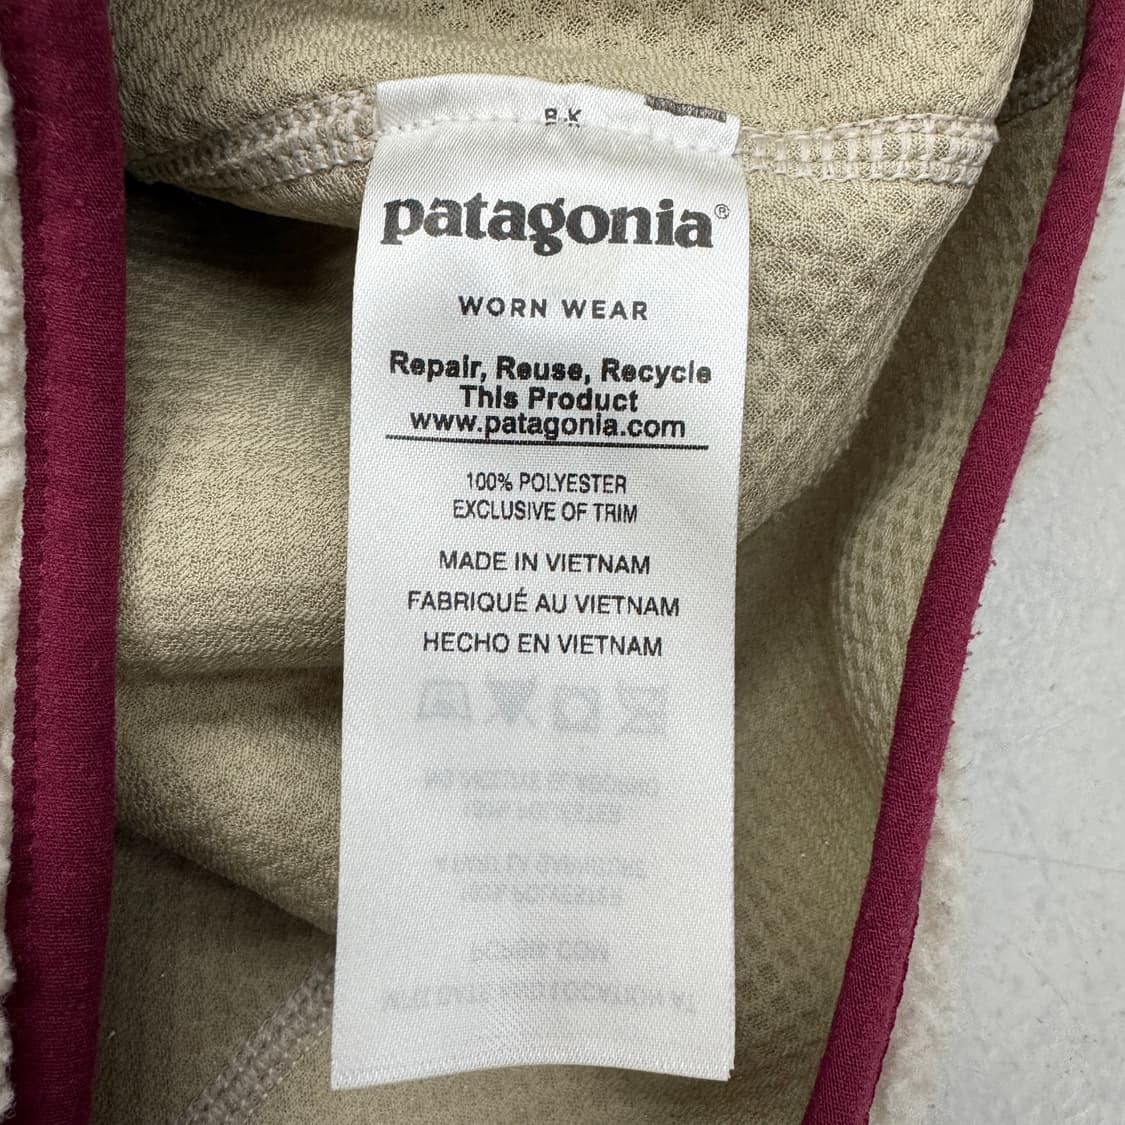 patagonia®
WORN WEAR
Repair, Reuse, Recycle
This Product
www.patagonia.com
100% POLYESTER
EXCLUSIVE OF TRIM
MADE IN VIETNAM
FABRIQUÉ AU VIETNAM
HECHO EN VIETNAM